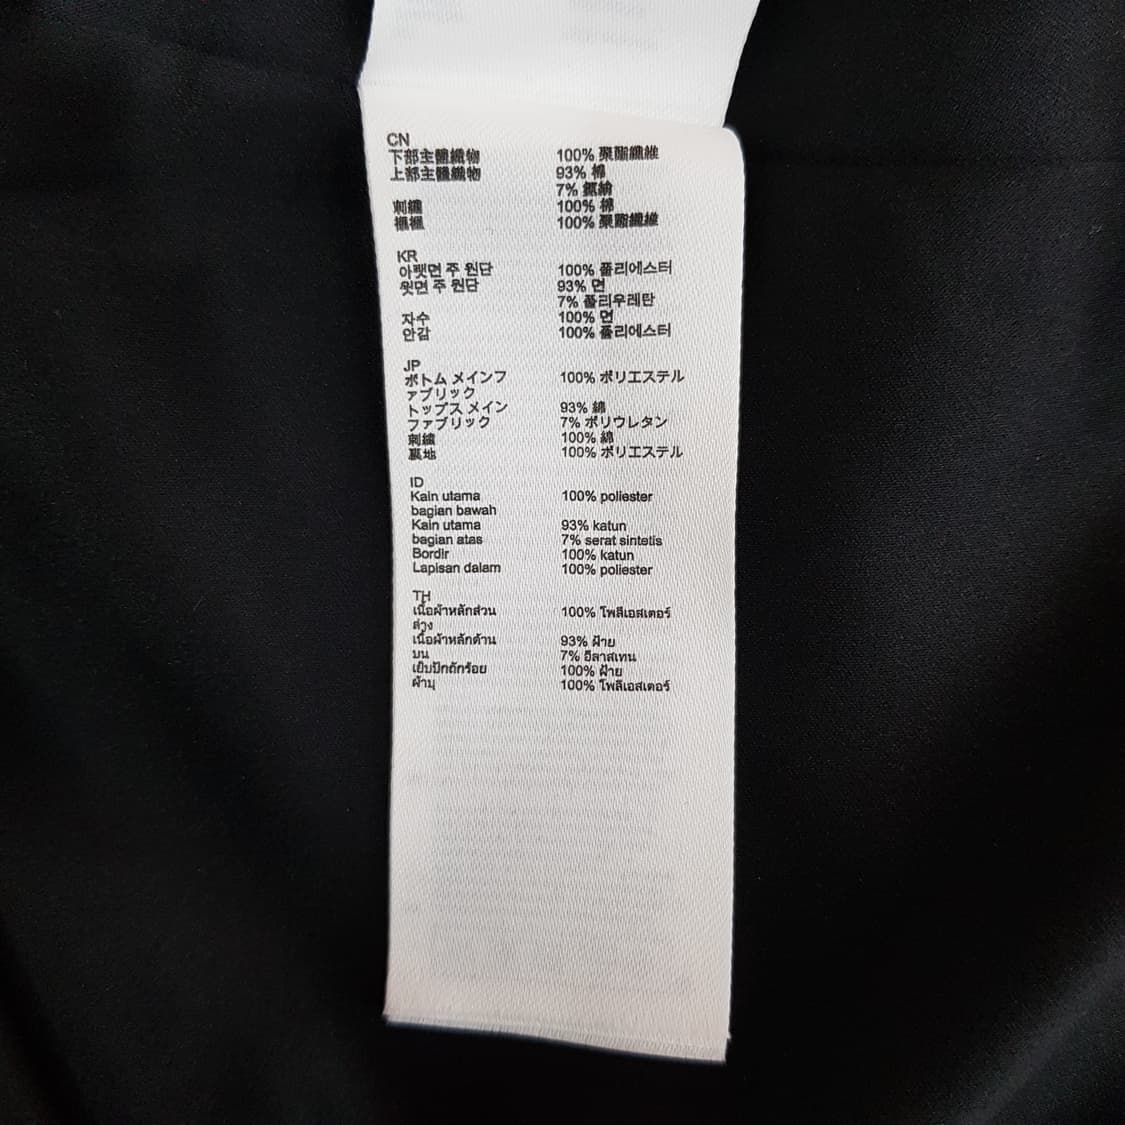 CN
下部主體織物 100% 聚酯纖維
上部主體織物 93% 棉
7% 氨綸
刺繡 100% 棉
100% 聚酯纖維
KR
아랫면 주 원단 100% 폴리에스터
윗면 주 원단 93% 면
7% 폴리우레탄
자수 100% 면
안감 100% 폴리에스터
JP
ボトム メインフ 100% ポリエステル
ァブリック
トップス メイン 93% 綿
ファブリック 7% ポリウレタン
刺繍 100% 綿
裏地 100% ポリエステル
ID
Kain utama 100% poliester
bagian bawah
Kain utama 93% katun
bagian atas 7% serat sintetis
Bordir 100% katun
Lapisan dalam 100% poliester
TH
เนื้อผ้าหลักส่วน 100% โพลีเอสเตอร์
ล่าง
เนื้อผ้าหลักด้าน 93% ฝ้าย
บน 7% อีลาสเทน
เย็บปักถักร้อย 100% ฝ้าย
ผ้าบุ 100% โพลีเอสเตอร์